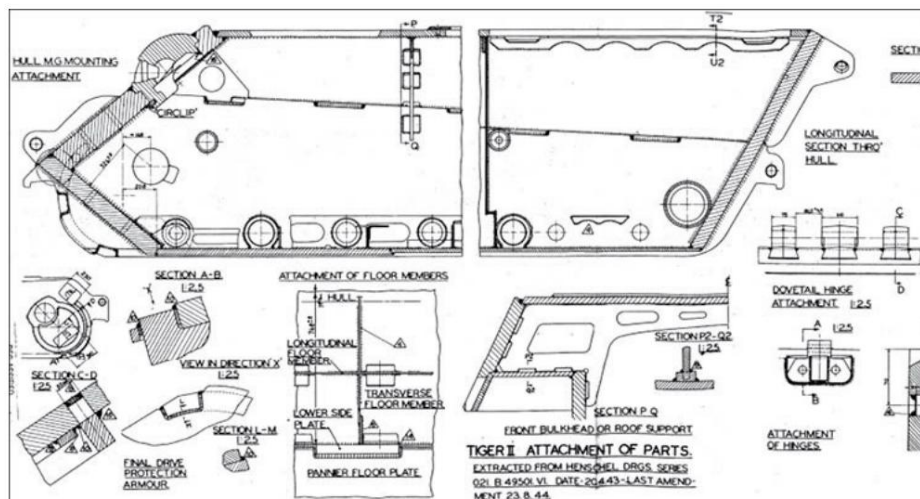 HULL M.G MOUNTING
ATTACHMENT.
'CIRCLIP'
P
Q
T2
U2
SECTIO
LONGITUDINAL
SECTION THRO'
HULL.
C
D
DOVETAIL HINGE
ATTACHMENT 1:2.5
SECTION A-B
1:2.5
VIEW IN DIRECTION 'X'
1:2.5
SECTION C-D
1:2.5
SECTION L-M
1:2.5
FINAL DRIVE
PROTECTION
ARMOUR.
ATTACHMENT OF FLOOR MEMBERS
HULL
LONGITUDINAL
FLOOR
MEMBER
TRANSVERSE
FLOOR MEMBER
LOWER SIDE
PLATE
PANNIER FLOOR PLATE
SECTION P2-Q2
1:2.5
SECTION P Q
FRONT BULKHEAD OR ROOF SUPPORT
A
1:2.5
B
ATTACHMENT
OF HINGES.
TIGER II ATTACHMENT OF PARTS.
EXTRACTED FROM HENSCHEL DRGS. SERIES
021 B 49501. VI. DATE-20.4.43-LAST AMEND-
MENT 23.8.44.